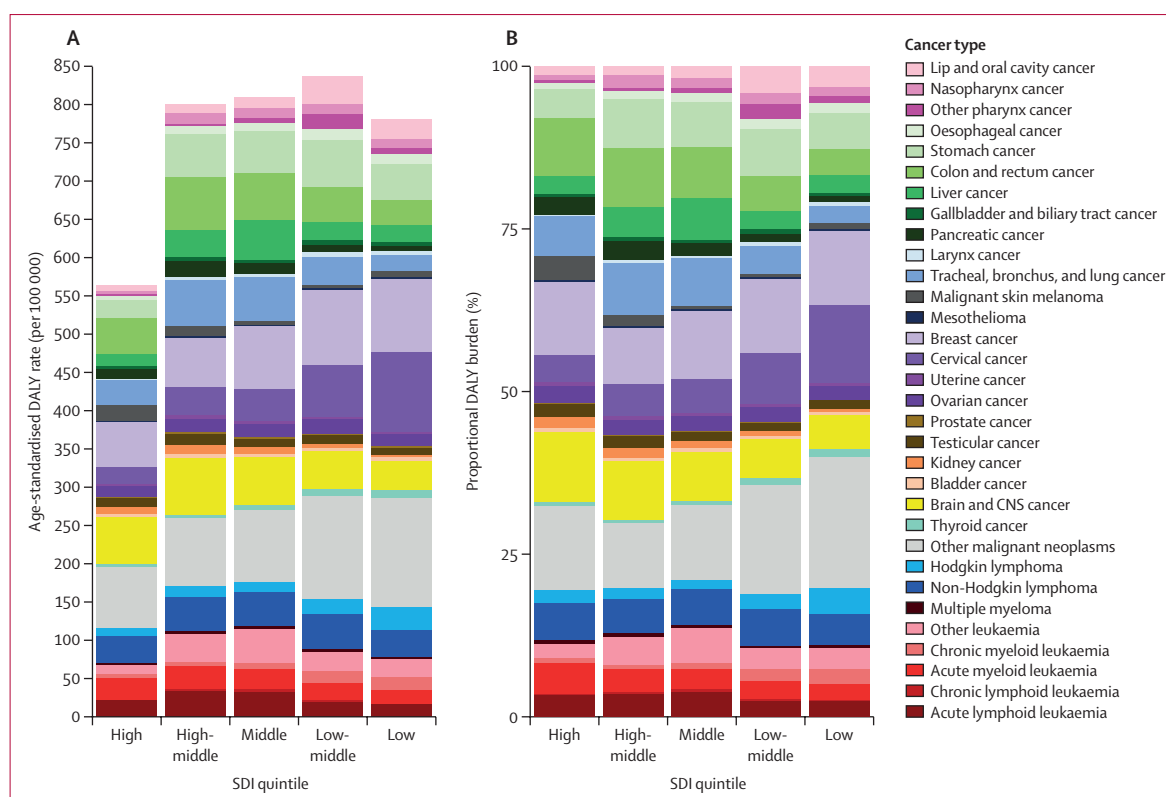 A
850
800
750
700
650
600
550
500
450
400
350
300
250
200
150
100
50
0
Age-standardised DALY rate (per 100 000)
High
High-
middle
Middle
Low-
middle
Low
SDI quintile
B
100
75
50
25
0
Proportional DALY burden (%)
High
High-
middle
Middle
Low-
middle
Low
SDI quintile
Cancer type
Lip and oral cavity cancer
Nasopharynx cancer
Other pharynx cancer
Oesophageal cancer
Stomach cancer
Colon and rectum cancer
Liver cancer
Gallbladder and biliary tract cancer
Pancreatic cancer
Larynx cancer
Tracheal, bronchus, and lung cancer
Malignant skin melanoma
Mesothelioma
Breast cancer
Cervical cancer
Uterine cancer
Ovarian cancer
Prostate cancer
Testicular cancer
Kidney cancer
Bladder cancer
Brain and CNS cancer
Thyroid cancer
Other malignant neoplasms
Hodgkin lymphoma
Non-Hodgkin lymphoma
Multiple myeloma
Other leukaemia
Chronic myeloid leukaemia
Acute myeloid leukaemia
Chronic lymphoid leukaemia
Acute lymphoid leukaemia